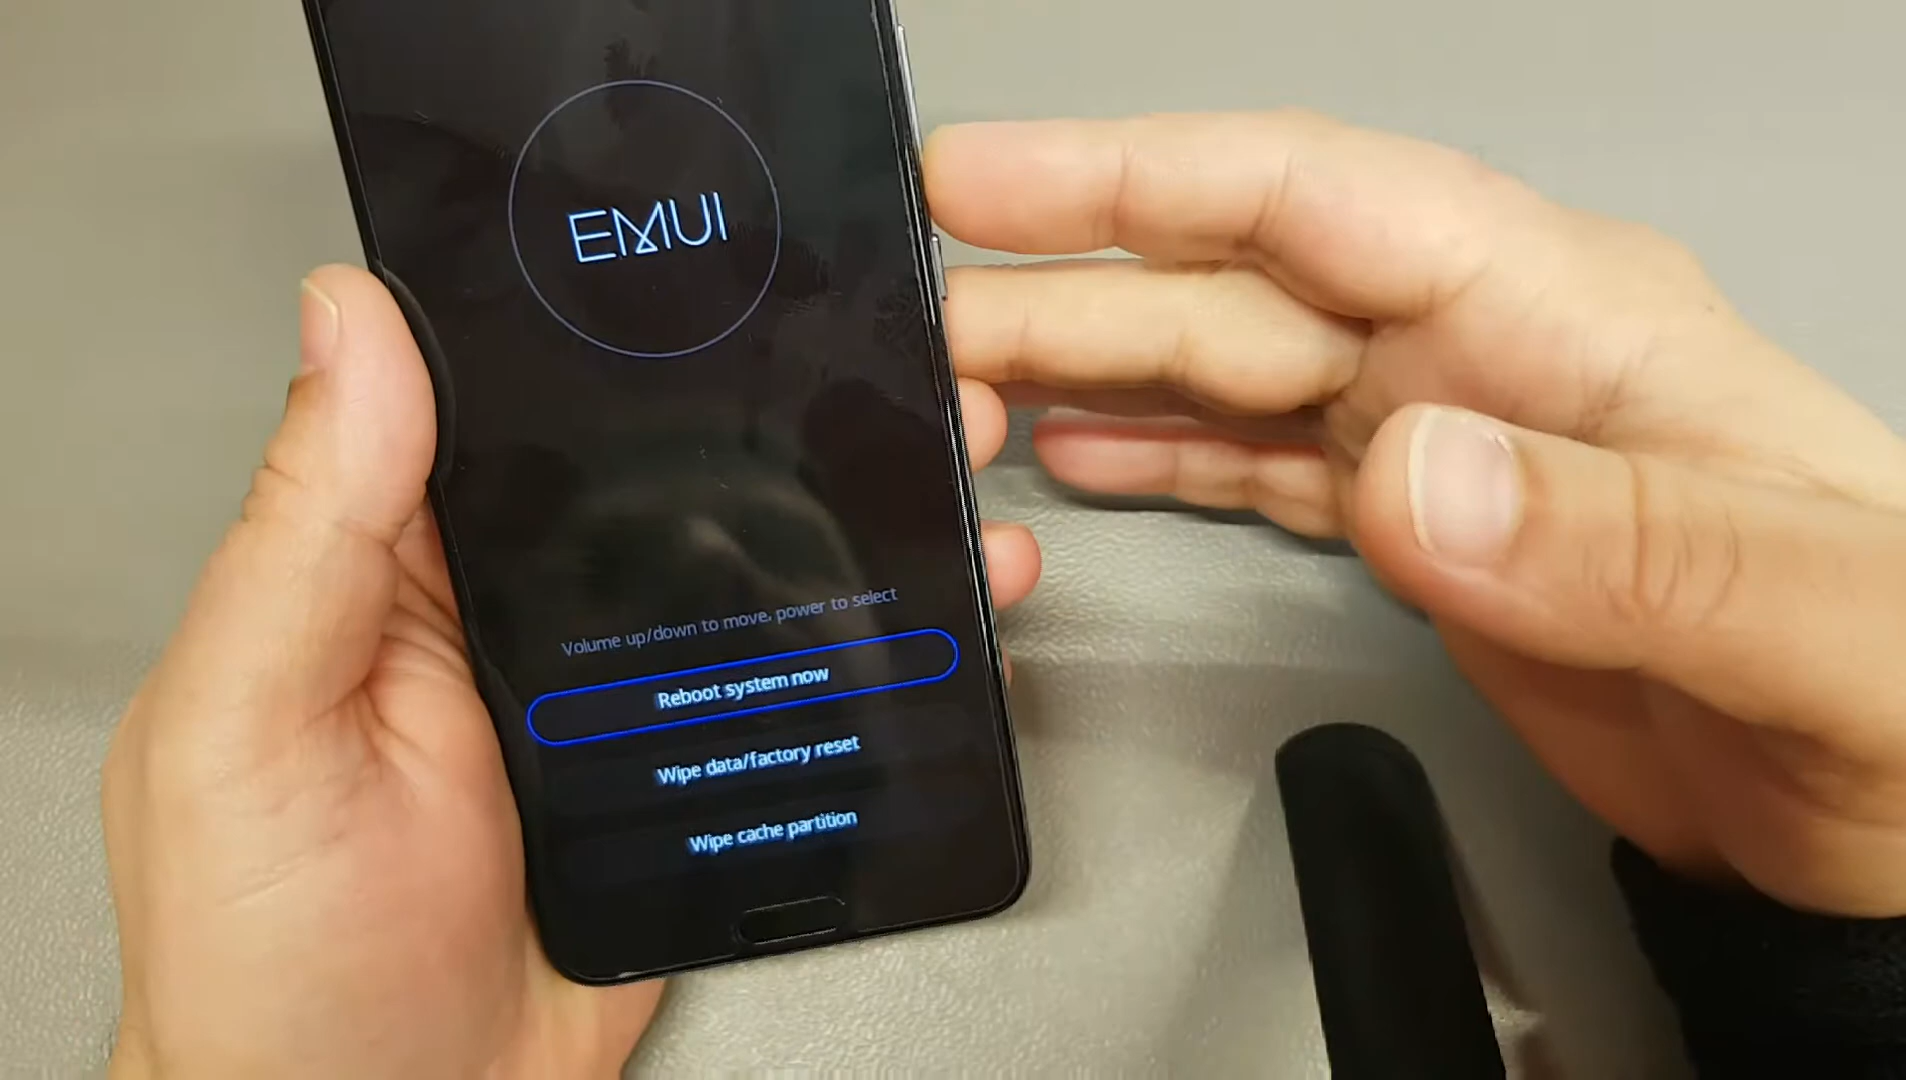 EMUI
Volume up/down to move, power to select
Reboot system now
Wipe data/factory reset
Wipe cache partition